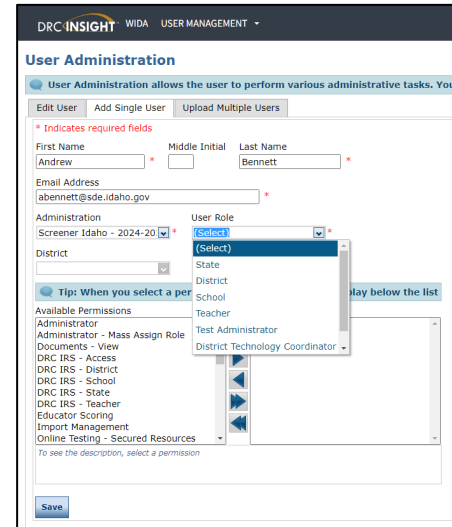 DRC INSIGHT WIDA USER MANAGEMENT
User Administration
User Administration allows the user to perform various administrative tasks. You
Edit User Add Single User Upload Multiple Users
* Indicates required fields
First Name Middle Initial Last Name
Andrew * Bennett *
Email Address
abennett@sde.idaho.gov *
Administration User Role
Screener Idaho - 2024-20 * (Select) *
(Select)
District State
District
Tip: When you select a per School lay below the list
Available Permissions Teacher
Administrator
Administrator - Mass Assign Role Test Administrator
Documents - View District Technology Coordinator
DRC IRS - Access
DRC IRS - District
DRC IRS - School
DRC IRS - State
DRC IRS - Teacher
Educator Scoring
Import Management
Online Testing - Secured Resources
To see the description, select a permission
Save